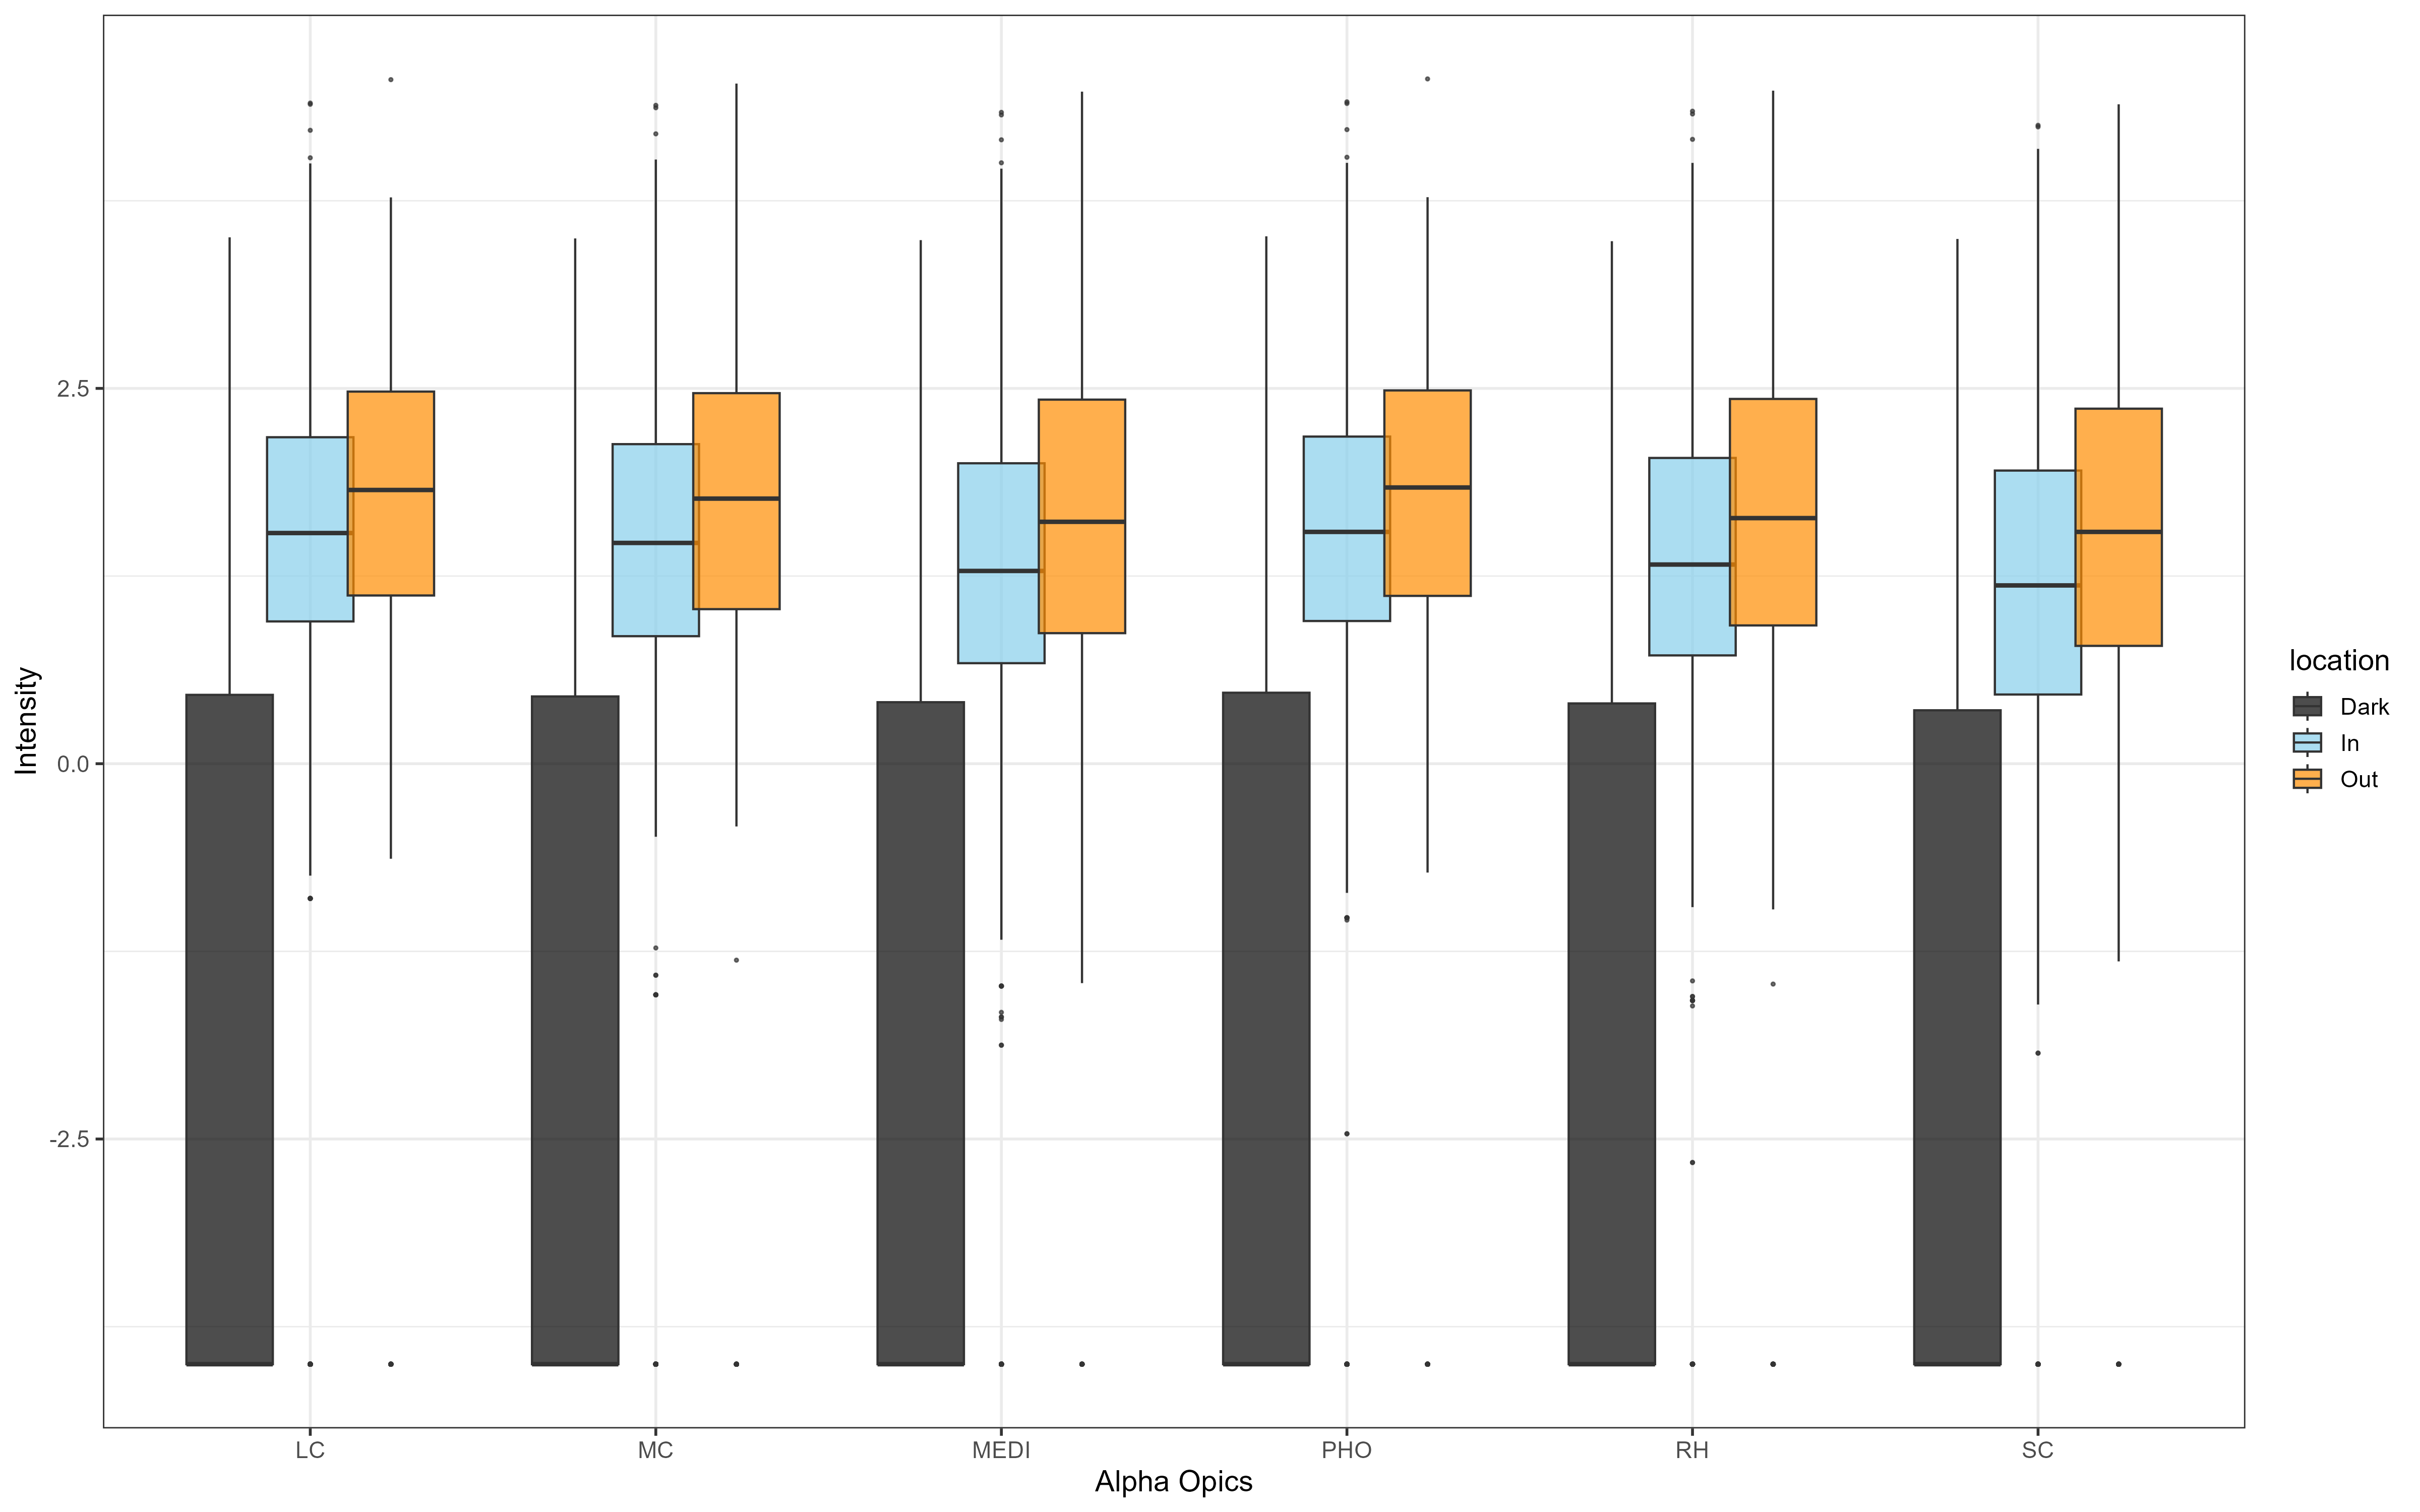 2.5
0.0
-2.5
Intensity
LC MC MEDI PHO RH SC
Alpha Opics
location
Dark
In
Out